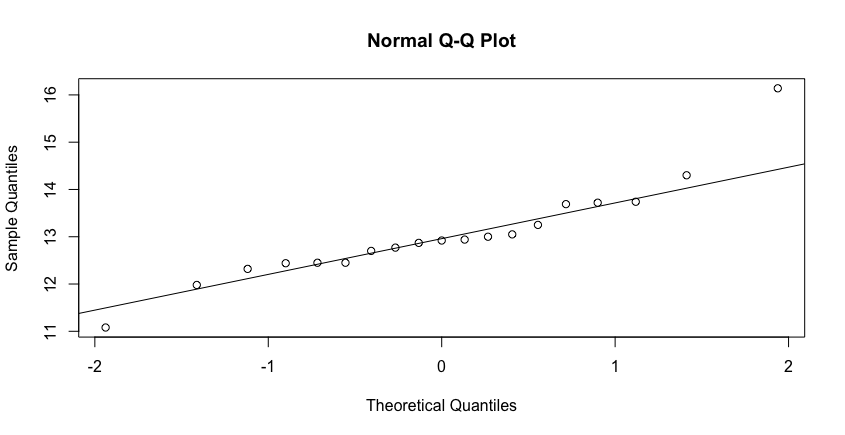 Normal Q-Q Plot
Sample Quantiles
16
15
14
13
12
11
-2 -1 0 1 2
Theoretical Quantiles